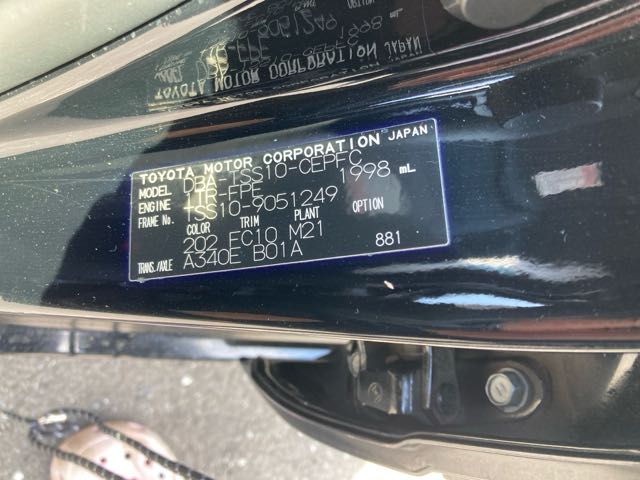 TOYOTA MOTOR CORPORATION JAPAN
MODEL DBA-TSS10-CEPFC
ENGINE 1TR-FPE 1998 mL
FRAME No. TSS10-9051249
COLOR TRIM PLANT OPTION
202 FC10 M21 881
TRANS./AXLE A340E B01A